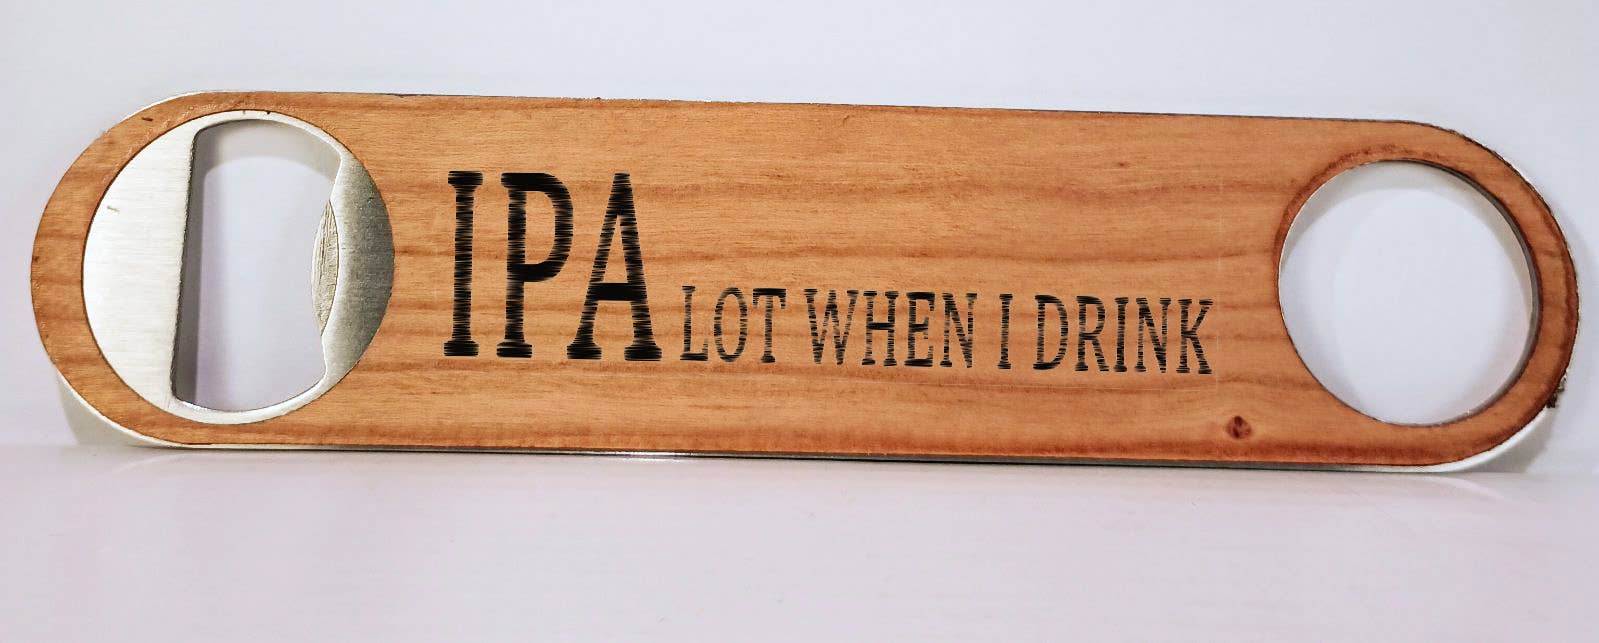 IPA LOT WHEN I DRINK